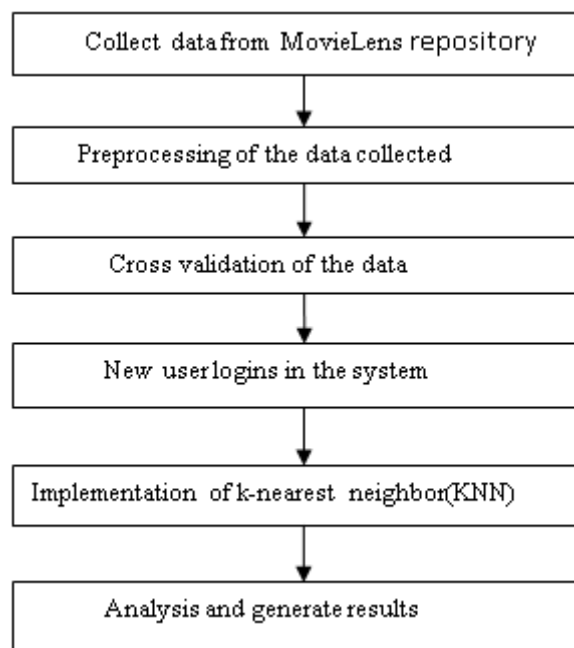 Collect data from MovieLens repository
Preprocessing of the data collected
Cross validation of the data
New user logins in the system
Implementation of k-nearest neighbor(KNN)
Analysis and generate results